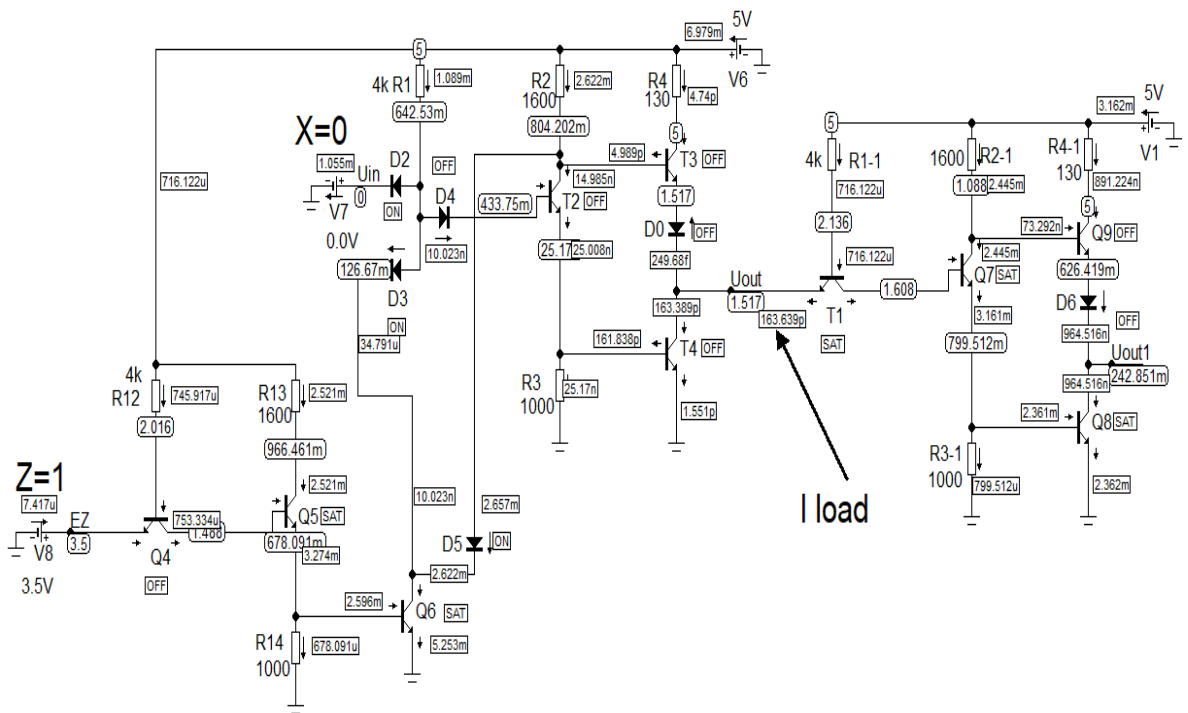 5V
6.979m
V6
5
4k R1
1.089m
R2
1600
2.622m
R4
130
4.74p
5V
3.162m
V1
642.53m
804.202m
5
5
X=0
1.055m
Uin
0
D2
OFF
4.989p
T3
OFF
4k
R1-1
716.122u
1600
R2-1
R4-1
130
891.224n
1.088
2.445m
716.122u
V7
0.0V
ON
D4
433.75m
14.985n
T2
OFF
1.517
D0
OFF
2.136
5
73.292n
Q9
OFF
126.67m
10.023n
D3
ON
34.791u
25.17
25.008n
249.68f
Uout
1.517
716.122u
2.445m
Q7
SAT
626.419m
D6
163.389p
163.639p
T1
SAT
1.608
3.161m
964.516n
OFF
799.512m
161.838p
T4
OFF
Uout1
242.851m
964.516n
4k
R12
745.917u
R13
1600
2.521m
R3
1000
25.17n
1.551p
2.361m
Q8
SAT
2.016
966.461m
R3-1
1000
799.512u
2.362m
Z=1
7.417u
EZ
3.5
V8
3.5V
753.334u
1.488
Q4
OFF
2.521m
Q5
SAT
678.091m
3.274m
10.023n
2.657m
D5
ON
I load
2.622m
2.596m
Q6
SAT
R14
1000
678.091u
5.253m